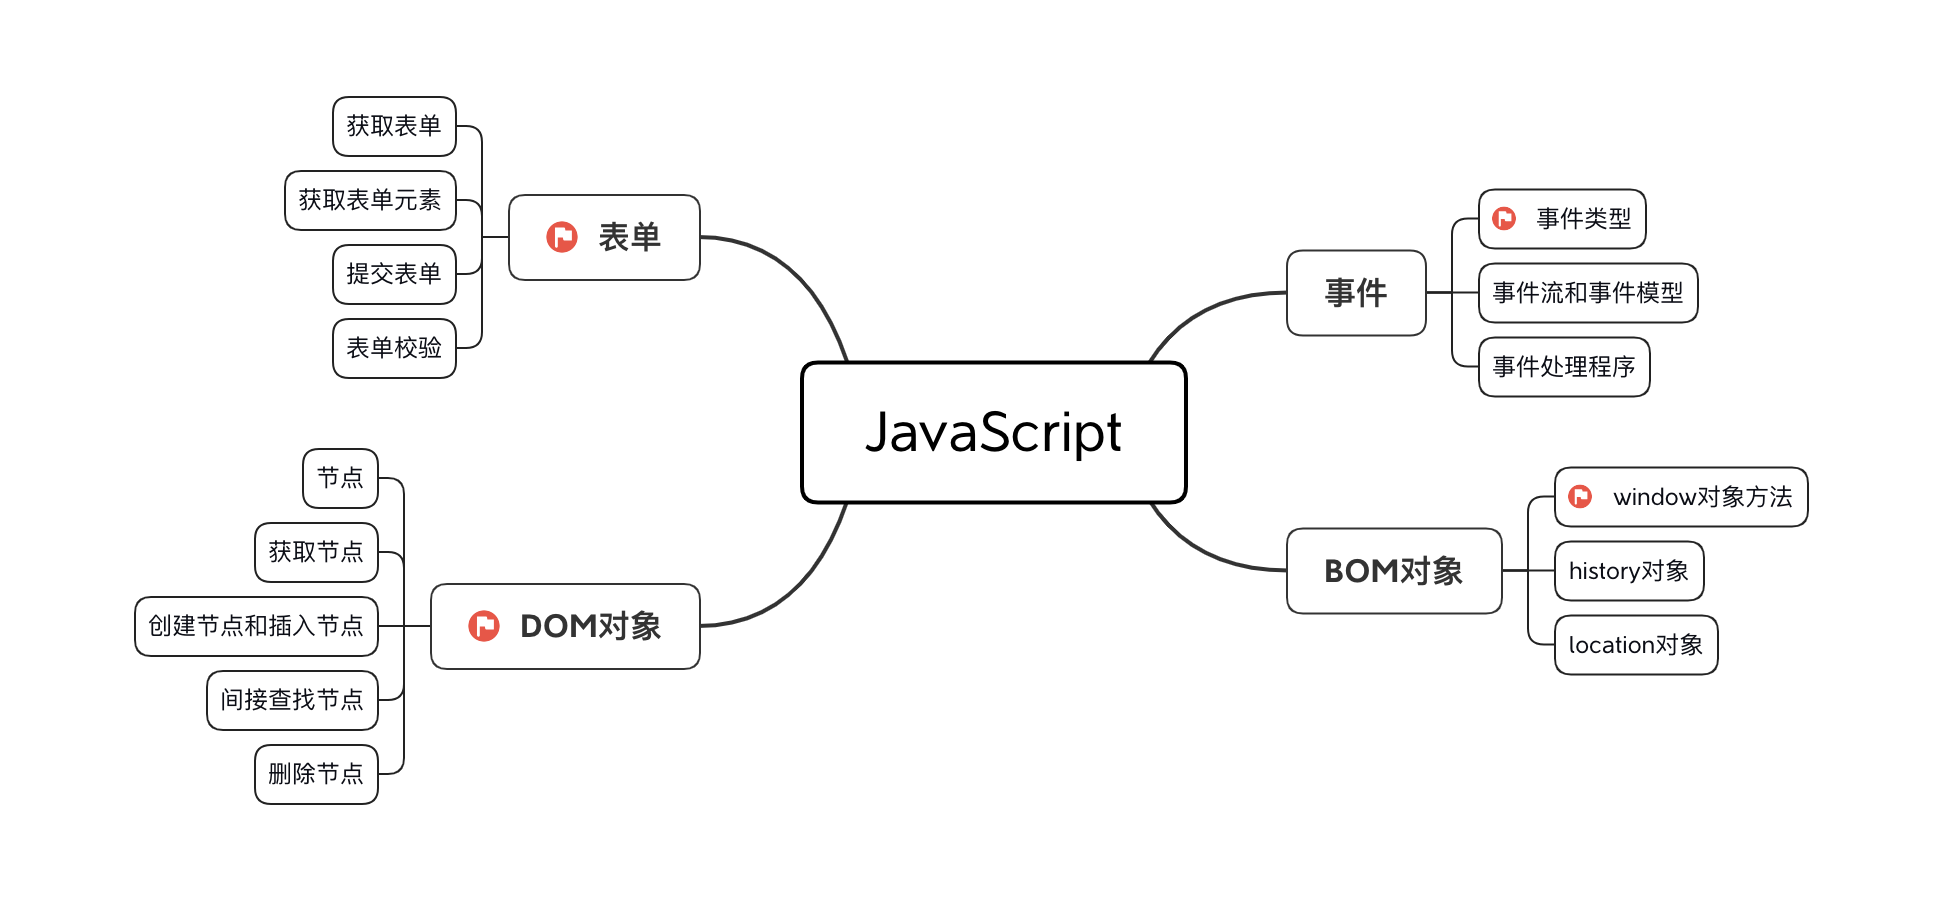 JavaScript
事件
事件类型
事件流和事件模型
事件处理程序
BOM对象
window对象方法
history对象
location对象
表单
获取表单
获取表单元素
提交表单
表单校验
DOM对象
节点
获取节点
创建节点和插入节点
间接查找节点
删除节点